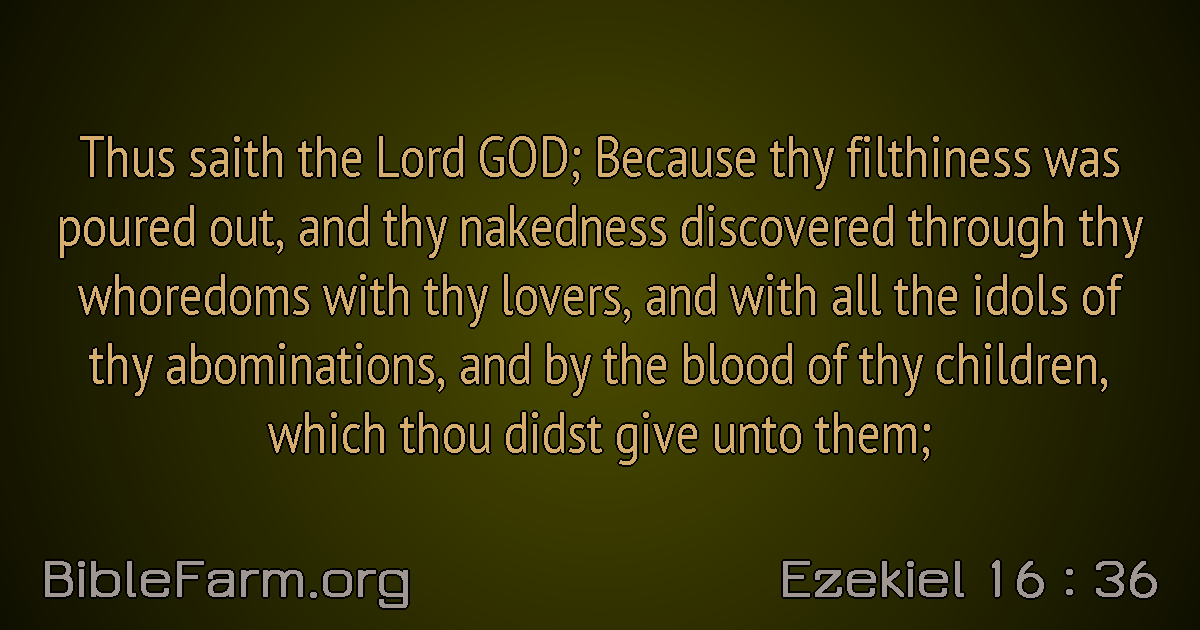 Thus saith the Lord GOD; Because thy filthiness was
poured out, and thy nakedness discovered through thy
whoredoms with thy lovers, and with all the idols of
thy abominations, and by the blood of thy children,
which thou didst give unto them;
BibleFarm.org
Ezekiel 16 : 36